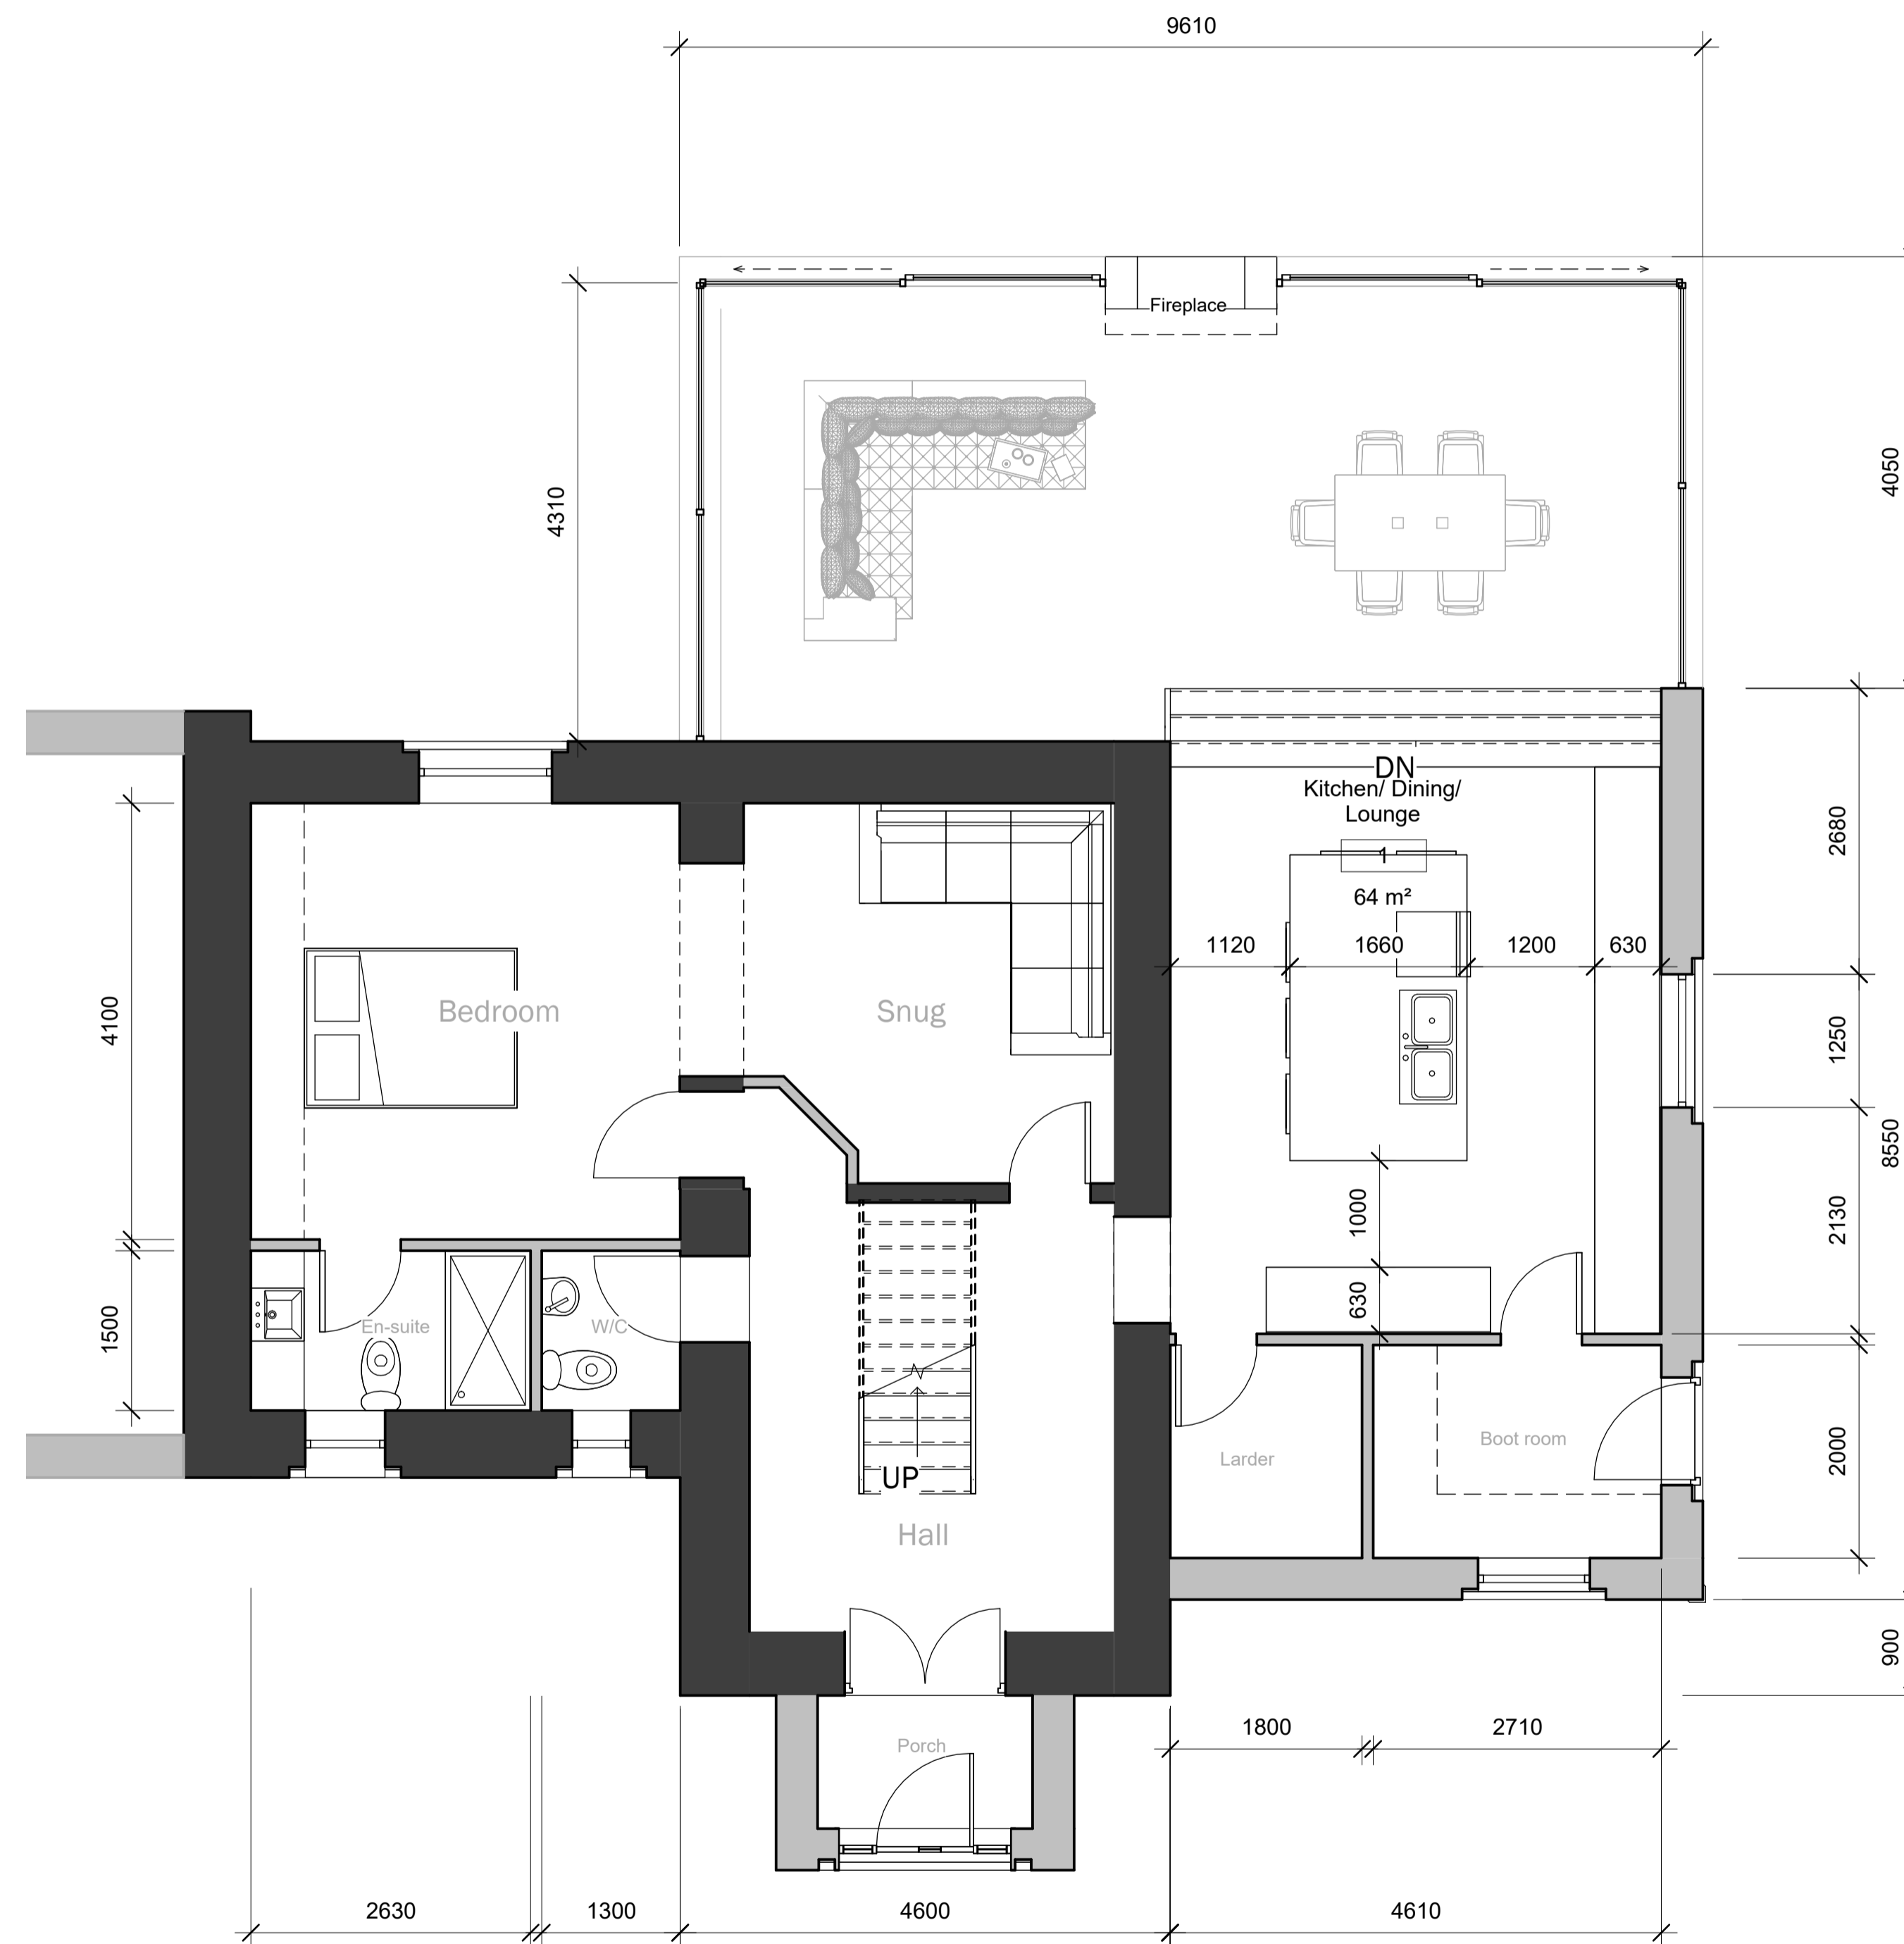 9610
Fireplace
4310
4050
DN
Kitchen/ Dining/
Lounge
1
64 m²
1120
1660
1200
630
2680
4100
Bedroom
Snug
1250
8550
1000
2130
630
1500
En-suite
W/C
2000
Boot room
Larder
UP
Hall
900
1800
2710
Porch
2630
1300
4600
4610